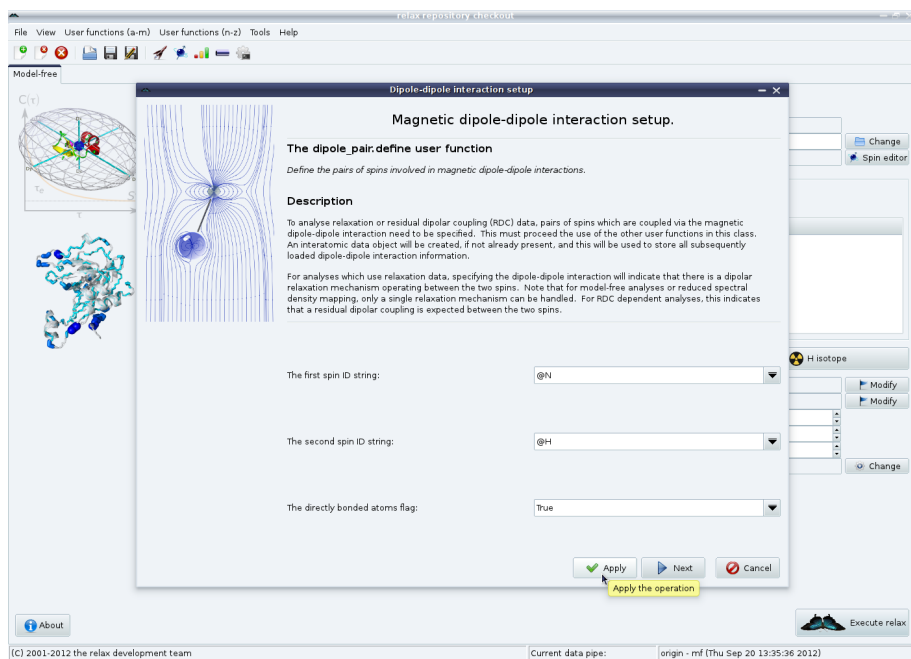 relax repository checkout
File View User functions (a-m) User functions (n-z) Tools Help
Model-free
C(τ)
Dipole-dipole interaction setup
Magnetic dipole-dipole interaction setup.
The dipole_pair.define user function
Define the pairs of spins involved in magnetic dipole-dipole interactions.
Description
To analyse relaxation or residual dipolar coupling (RDC) data, pairs of spins which are coupled via the magnetic
dipole-dipole interaction need to be specified. This must proceed the use of the other user functions in this class.
An interatomic data object will be created, if not already present, and this will be used to store all subsequently
loaded dipole-dipole interaction information.
For analyses which use relaxation data, specifying the dipole-dipole interaction will indicate that there is a dipolar
relaxation mechanism operating between the two spins. Note that for model-free analyses or reduced spectral
density mapping, only a single relaxation mechanism can be handled. For RDC dependent analyses, this indicates
that a residual dipolar coupling is expected between the two spins.
The first spin ID string: @N
The second spin ID string: @H
The directly bonded atoms flag: True
Apply Next Cancel
Apply the operation
Change
Spin editor
H isotope
Modify
Modify
Change
About
Execute relax
(C) 2001-2012 the relax development team Current data pipe: origin - mf (Thu Sep 20 13:35:36 2012)